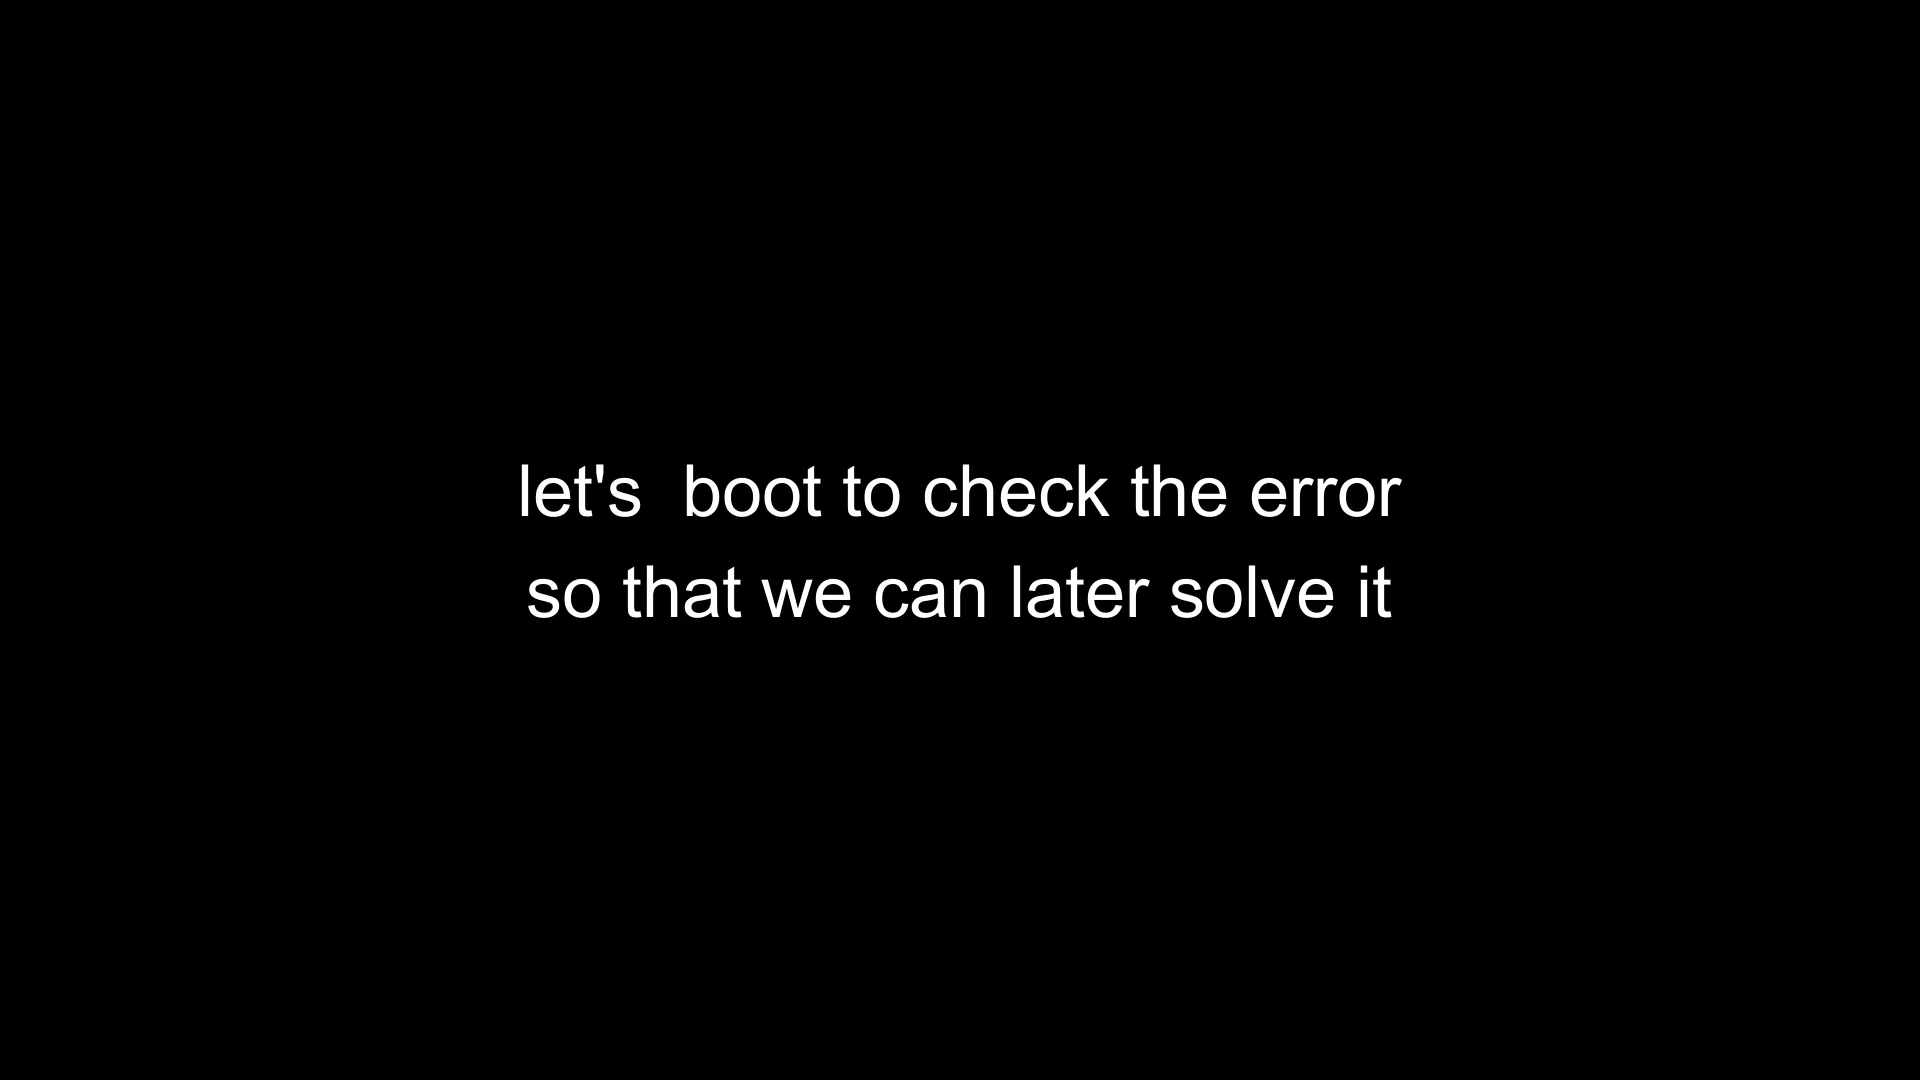 let's  boot to check the error
so that we can later solve it